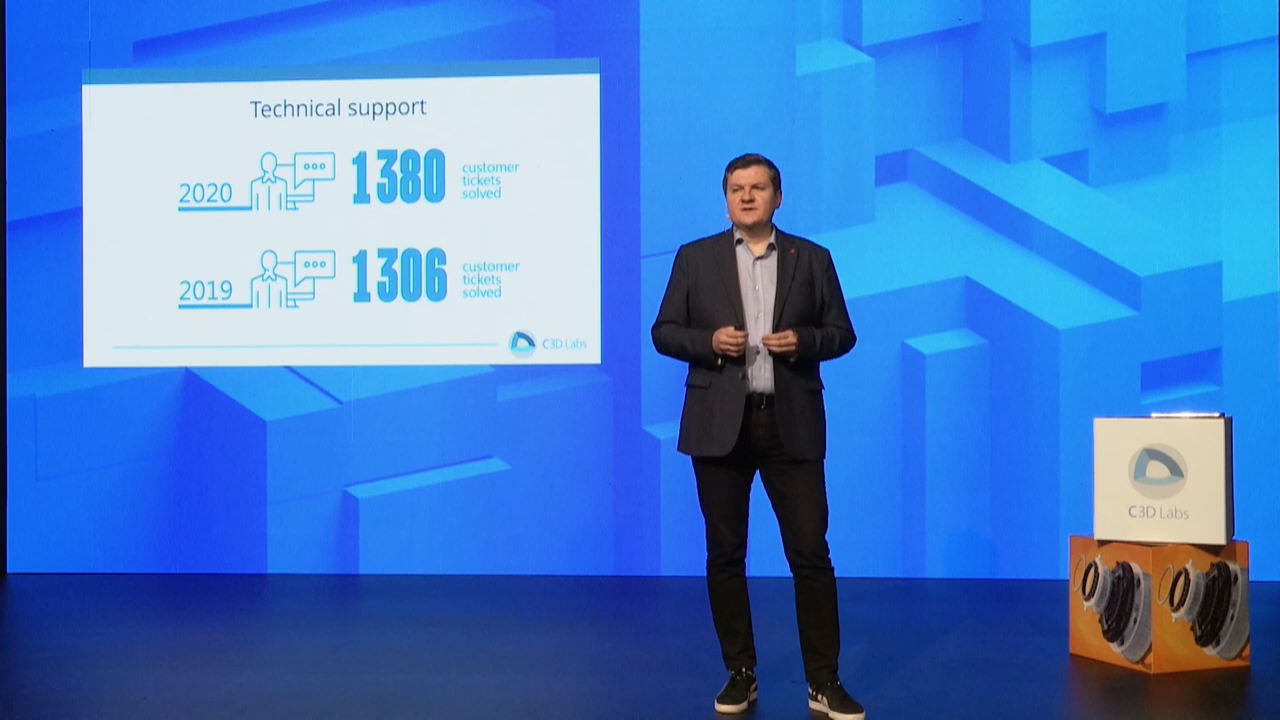 Technical support
2020
1380
customer
tickets
solved
2019
1306
customer
tickets
solved
C3D Labs
C3D Labs